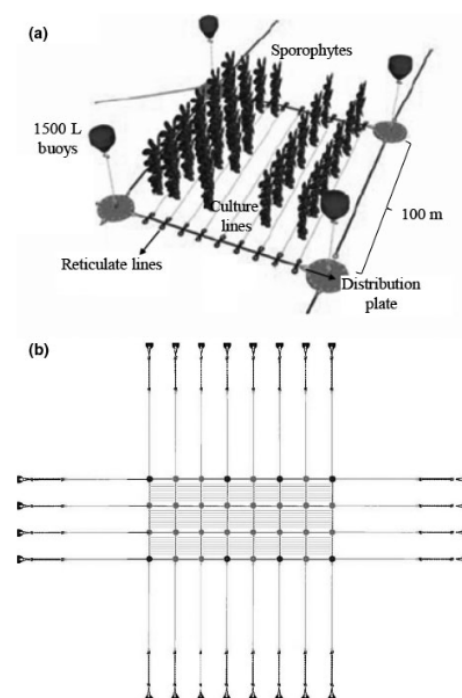 (a)
Sporophytes
1500 L
buoys
100 m
Culture
lines
Reticulate lines
Distribution
plate
(b)